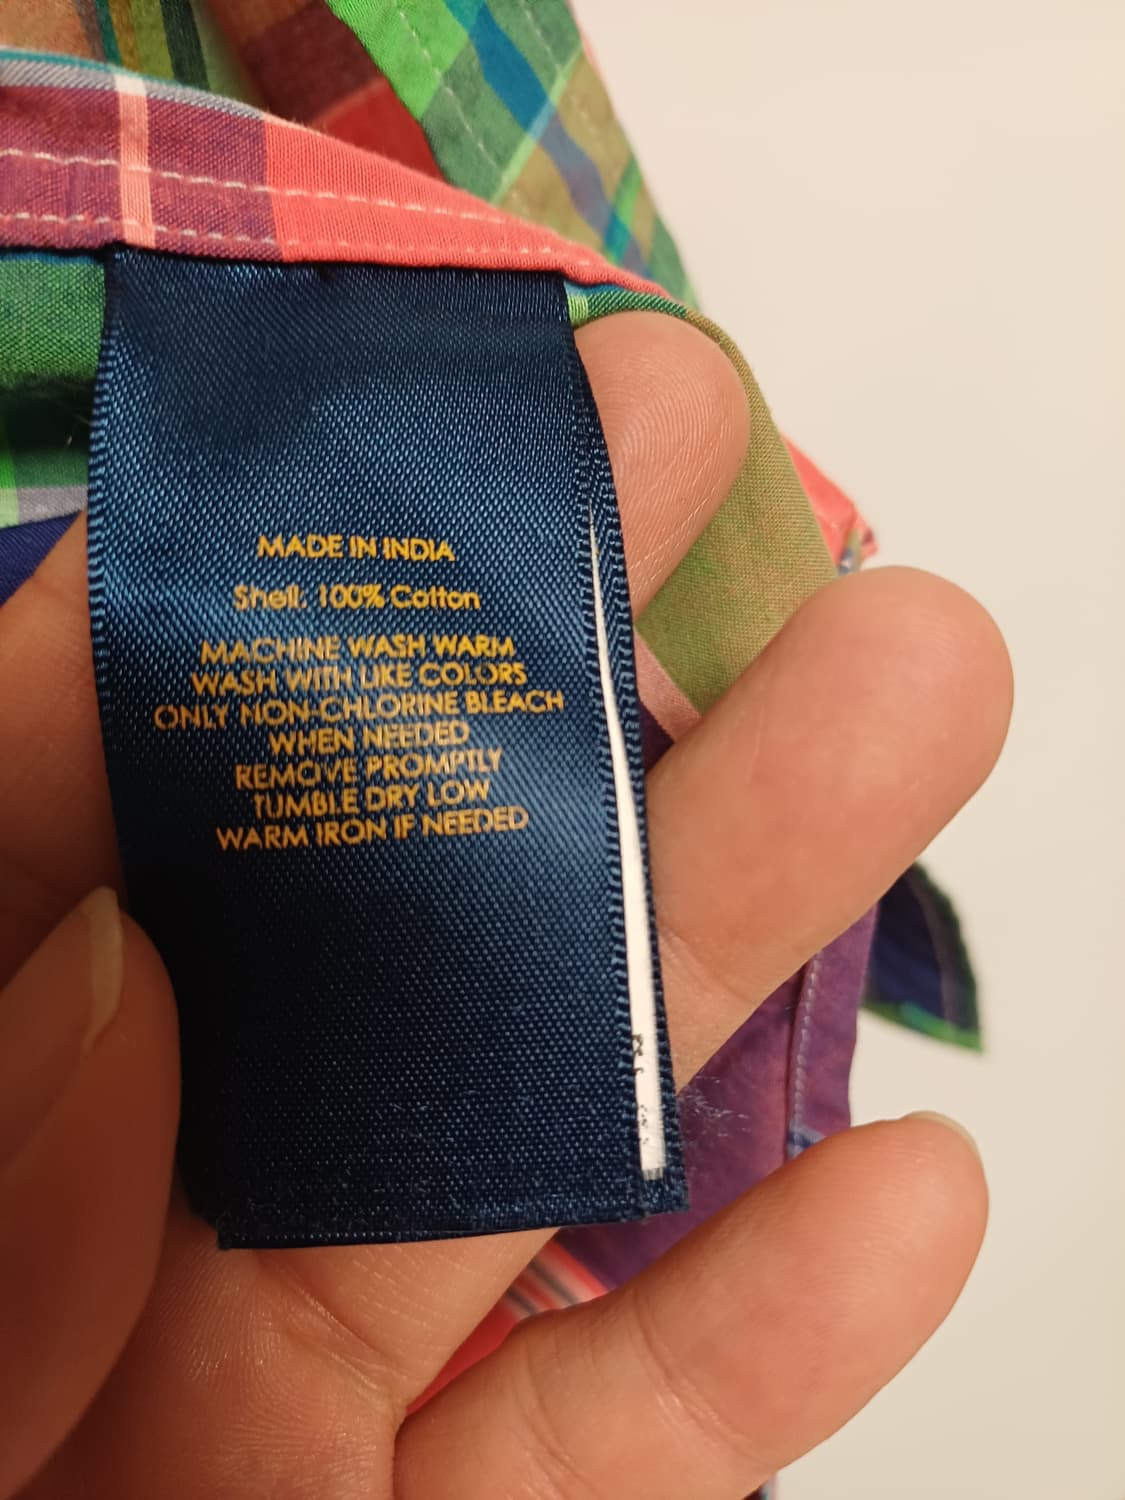 MADE IN INDIA
Shell: 100% Cotton
MACHINE WASH WARM
WASH WITH LIKE COLORS
ONLY NON-CHLORINE BLEACH
WHEN NEEDED
REMOVE PROMPTLY
TUMBLE DRY LOW
WARM IRON IF NEEDED